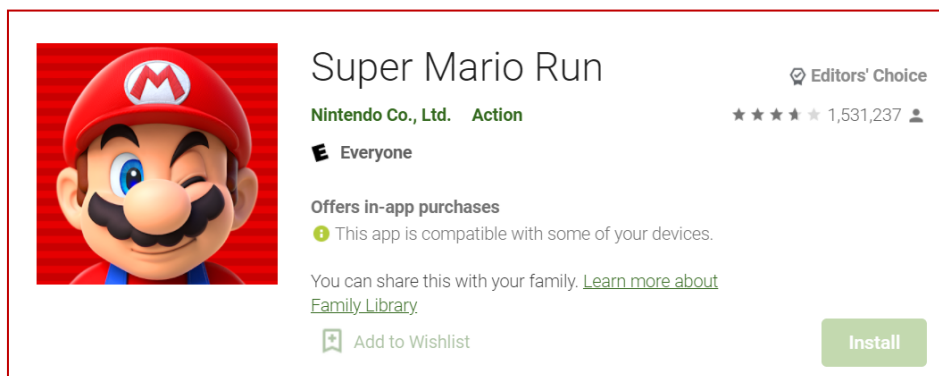 M
Super Mario Run
Editors' Choice
Nintendo Co., Ltd. Action
1,531,237
E Everyone
Offers in-app purchases
This app is compatible with some of your devices.
You can share this with your family. Learn more about
Family Library
Add to Wishlist
Install